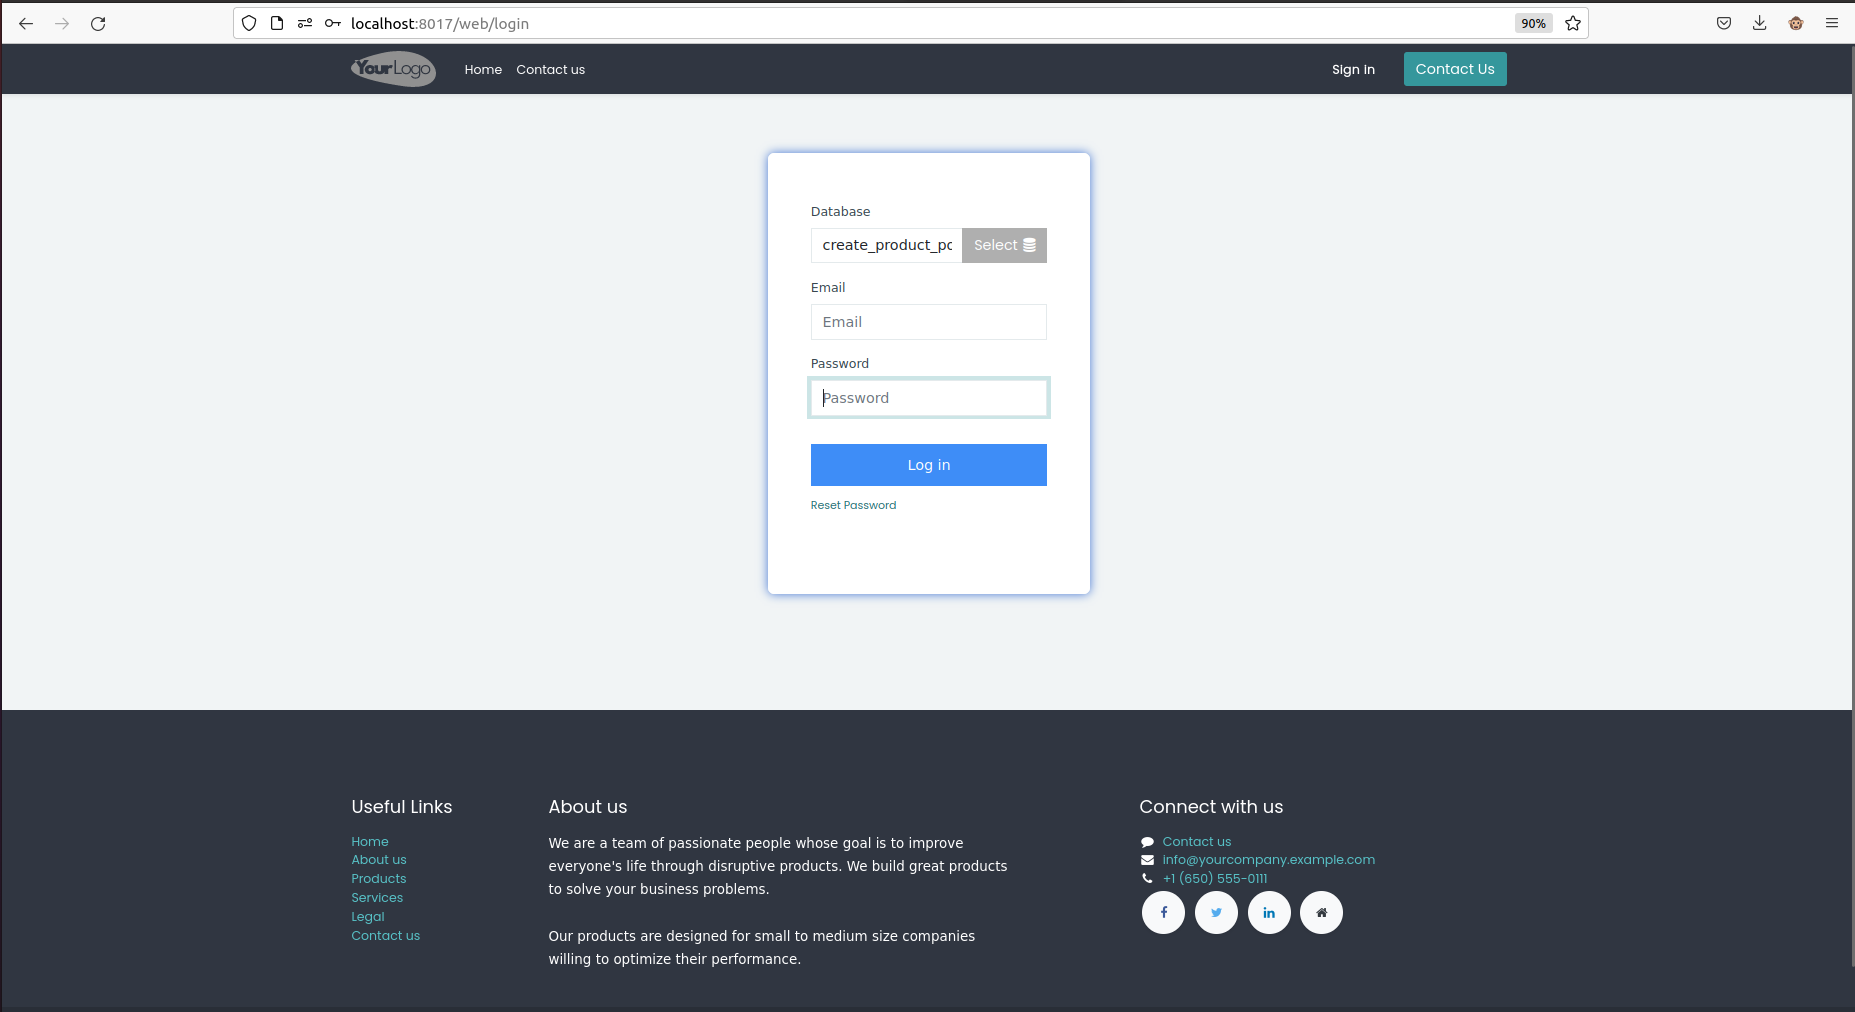 localhost:8017/web/login
90%
YourLogo
Home
Contact us
Sign in
Contact Us
Database
create_product_po
Select
Email
Email
Password
Password
Log in
Reset Password
Useful Links
Home
About us
Products
Services
Legal
Contact us
About us
We are a team of passionate people whose goal is to improve
everyone's life through disruptive products. We build great products
to solve your business problems.
Our products are designed for small to medium size companies
willing to optimize their performance.
Connect with us
Contact us
info@yourcompany.example.com
+1 (650) 555-0111